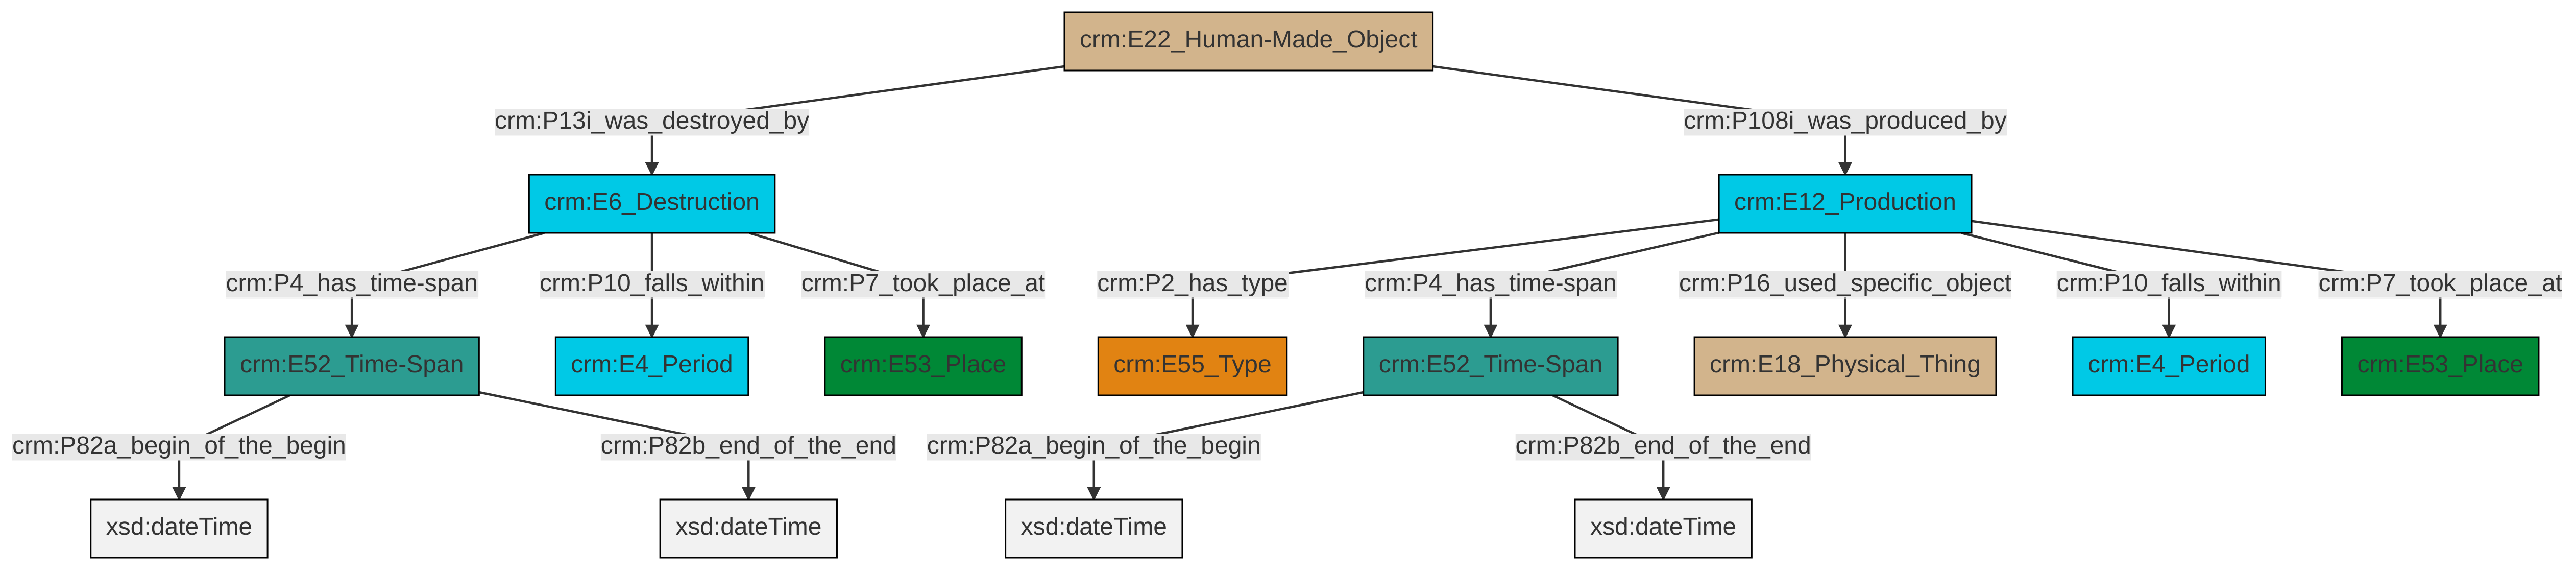 crm:E22_Human-Made_Object
crm:P13i_was_destroyed_by
crm:P108i_was_produced_by
crm:E6_Destruction
crm:E12_Production
crm:P4_has_time-span
crm:P10_falls_within
crm:P7_took_place_at
crm:P2_has_type
crm:P4_has_time-span
crm:P16_used_specific_object
crm:P10_falls_within
crm:P7_took_place_at
crm:E52_Time-Span
crm:E4_Period
crm:E53_Place
crm:E55_Type
crm:E52_Time-Span
crm:E18_Physical_Thing
crm:E4_Period
crm:E53_Place
crm:P82a_begin_of_the_begin
crm:P82b_end_of_the_end
crm:P82a_begin_of_the_begin
crm:P82b_end_of_the_end
xsd:dateTime
xsd:dateTime
xsd:dateTime
xsd:dateTime